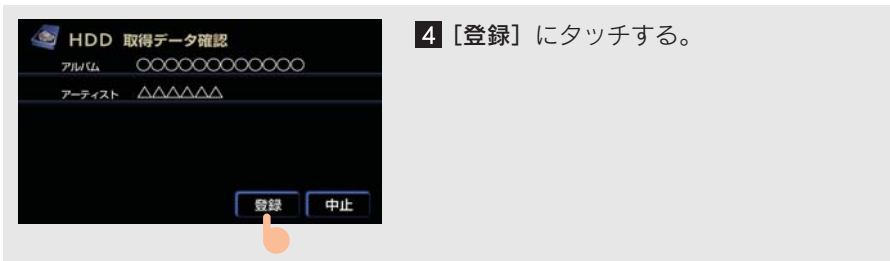 HDD 取得データ確認
アルバム 〇〇〇〇〇〇〇〇〇〇〇〇
アーティスト △△△△△△
登録 中止
4 [登録] にタッチする。